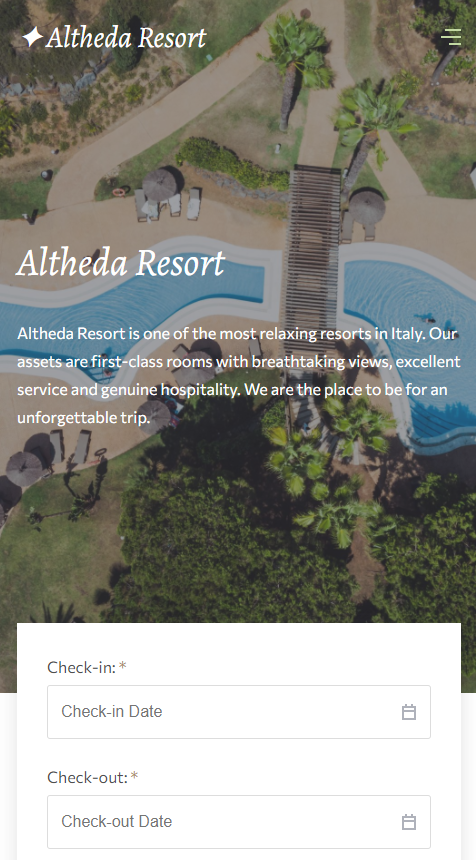 Altheda Resort
Altheda Resort
Altheda Resort is one of the most relaxing resorts in Italy. Our
assets are first-class rooms with breathtaking views, excellent
service and genuine hospitality. We are the place to be for an
unforgettable trip.
Check-in: *
Check-in Date
Check-out: *
Check-out Date